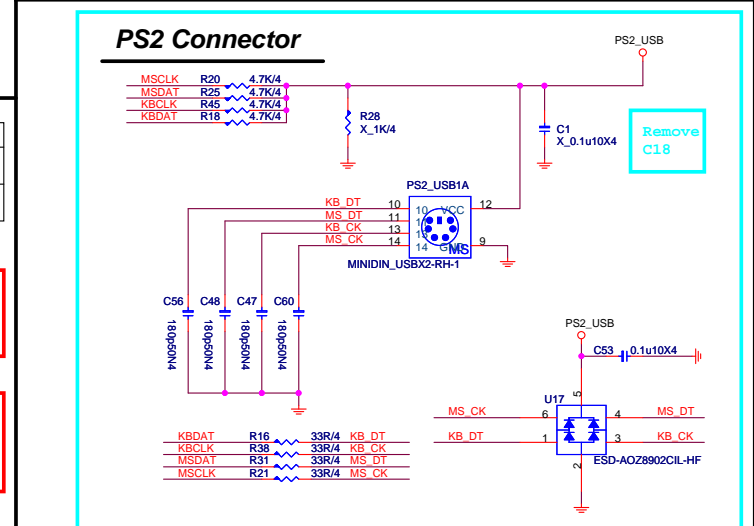 PS2 Connector
PS2_USB
MSCLK R20 4.7K/4
MSDAT R25 4.7K/4
KBCLK R45 4.7K/4
KBDAT R18 4.7K/4
R28
X_1K/4
C1
X_0.1u10X4
Remove
C18
PS2_USB1A
KB_DT 10 10 VCC 12
MS_DT 11
KB_CK 13
MS_CK 14 14 GND 9
MS
MINIDIN_USBX2-RH-1
C56 C48 C47 C60
180p50N4 180p50N4 180p50N4 180p50N4
PS2_USB
C53 0.1u10X4
U17
5
MS_CK 6 4 MS_DT
KB_DT 1 3 KB_CK
2
ESD-AOZ8902CIL-HF
KBDAT R16 33R/4 KB_DT
KBCLK R38 33R/4 KB_CK
MSDAT R31 33R/4 MS_DT
MSCLK R21 33R/4 MS_CK